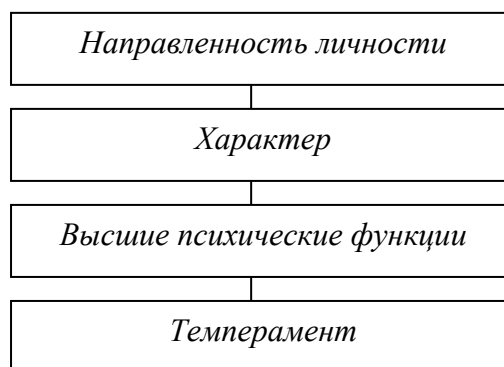 Направленность личности
Характер
Высшие психические функции
Темперамент